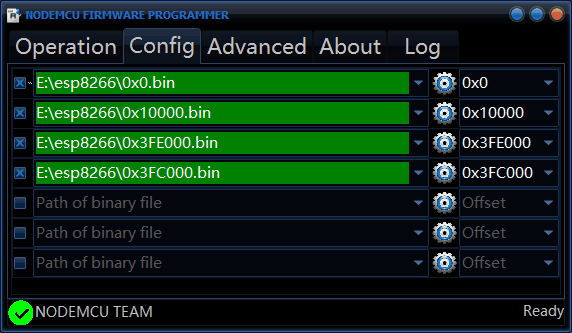 NODEMCU FIRMWARE PROGRAMMER
Operation Config Advanced About Log
E:\esp8266\0x0.bin 0x0
E:\esp8266\0x10000.bin 0x10000
E:\esp8266\0x3FE000.bin 0x3FE000
E:\esp8266\0x3FC000.bin 0x3FC000
Path of binary file Offset
Path of binary file Offset
Path of binary file Offset
NODEMCU TEAM Ready